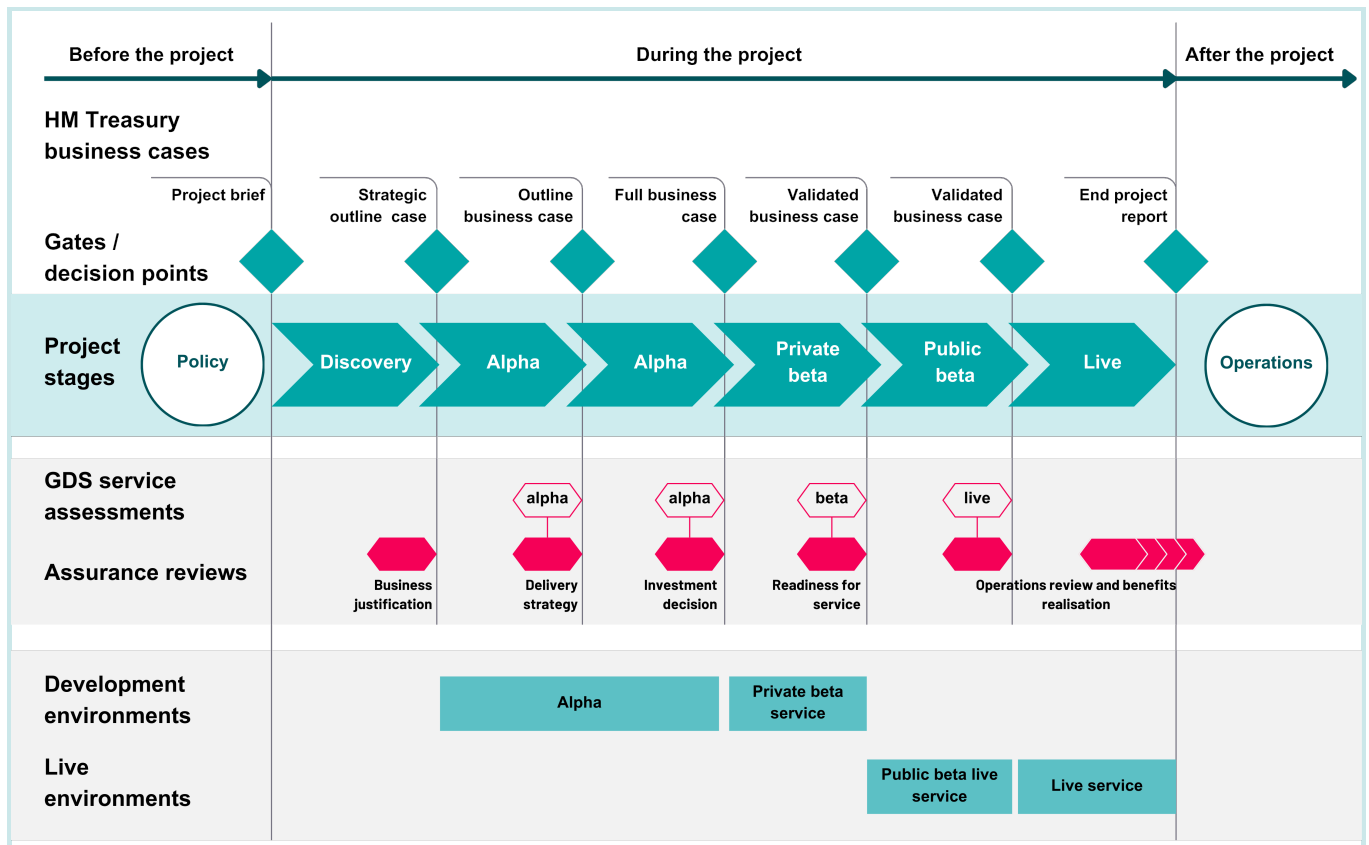 Before the project
During the project
After the project
HM Treasury
business cases
Project brief
Strategic
outline case
Outline
business case
Full business
case
Validated
business case
Validated
business case
End project
report
Gates /
decision points
Project
stages
Policy
Discovery
Alpha
Alpha
Private
beta
Public
beta
Live
Operations
GDS service
assessments
alpha
alpha
beta
live
Assurance reviews
Business
justification
Delivery
strategy
Investment
decision
Readiness for
service
Operations review and benefits
realisation
Development
environments
Alpha
Private beta
service
Live
environments
Public beta live
service
Live service